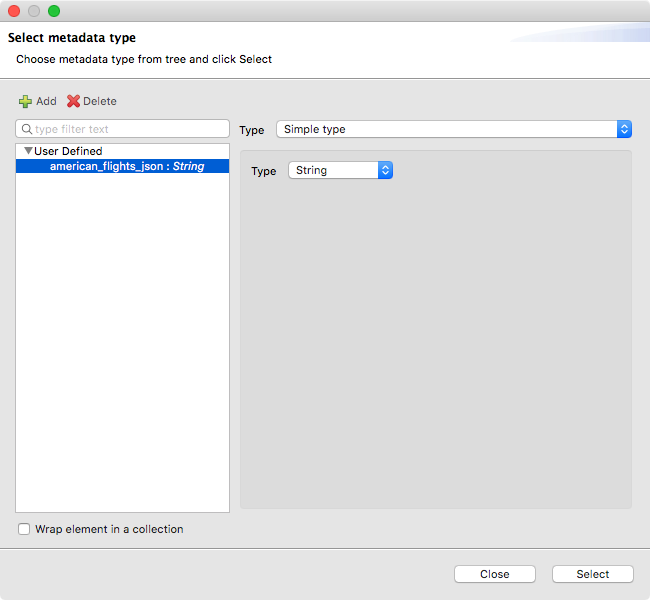 Select metadata type
Choose metadata type from tree and click Select
Add Delete
type filter text
Type Simple type
User Defined
american_flights_json : String
Type String
Wrap element in a collection
Close Select